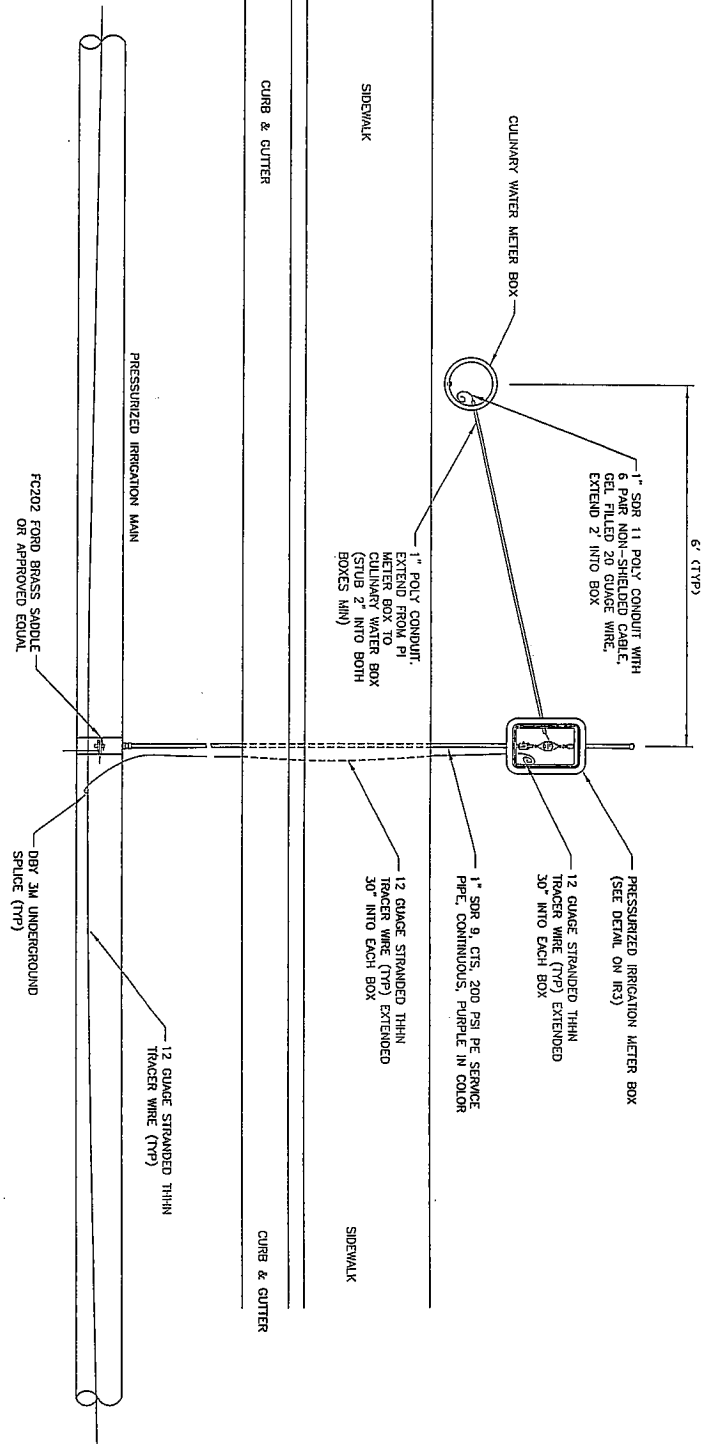 6' (TYP)
CULINARY WATER METER BOX
1" SDR 11 POLY CONDUIT WITH
6 PAIR NON-SHIELDED CABLE,
GEL FILLED 20 GUAGE WIRE,
EXTEND 2' INTO BOX
PRESSURIZED IRRIGATION METER BOX
(SEE DETAIL ON IR3)
12 GUAGE STRANDED THHN
TRACER WIRE (TYP) EXTENDED
30" INTO EACH BOX
1" SDR 9, CTS, 200 PSI PE SERVICE
PIPE, CONTINUOUS, PURPLE IN COLOR
1" POLY CONDUIT.
EXTEND FROM PI
METER BOX TO
CULINARY WATER BOX
(STUB 2" INTO BOTH
BOXES MIN)
12 GUAGE STRANDED THHN
TRACER WIRE (TYP) EXTENDED
30" INTO EACH BOX
SIDEWALK
SIDEWALK
CURB & GUTTER
CURB & GUTTER
PRESSURIZED IRRIGATION MAIN
12 GUAGE STRANDED THHN
TRACER WIRE (TYP)
FC202 FORD BRASS SADDLE
OR APPROVED EQUAL
DBY 3M UNDERGROUND
SPLICE (TYP)